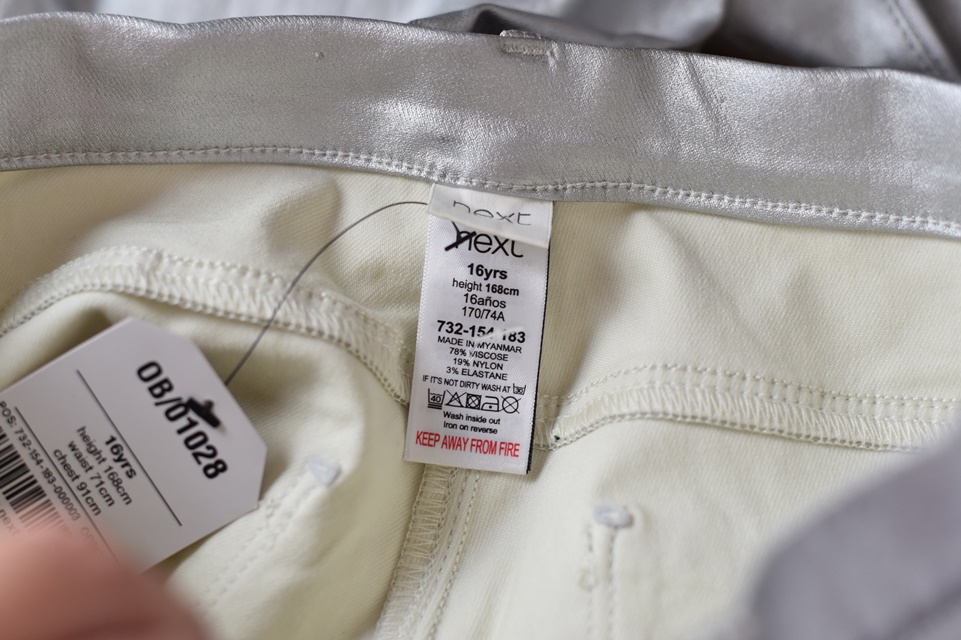 next
next
16yrs
height 168cm
16años
170/74A
732-154-183
MADE IN MYANMAR
78% VISCOSE
19% NYLON
3% ELASTANE
IF IT'S NOT DIRTY WASH AT 30
40
Wash inside out
Iron on reverse
KEEP AWAY FROM FIRE
OB/01028
16yrs
height 168cm
waist 71cm
chest 91cm
POS: 732-154-183-000003
next